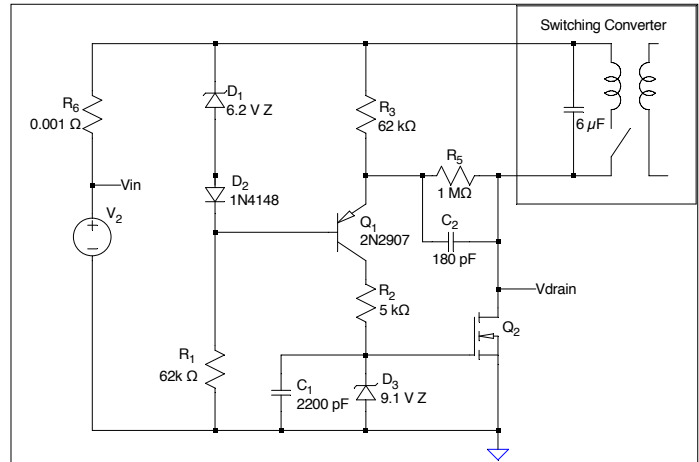 Switching Converter
R6
0.001 Ω
D1
6.2 V Z
R3
62 kΩ
6 µF
Vin
D2
1N4148
R5
1 MΩ
V2
+
−
Q1
2N2907
C2
180 pF
Vdrain
R2
5 kΩ
Q2
R1
62k Ω
C1
2200 pF
D3
9.1 V Z